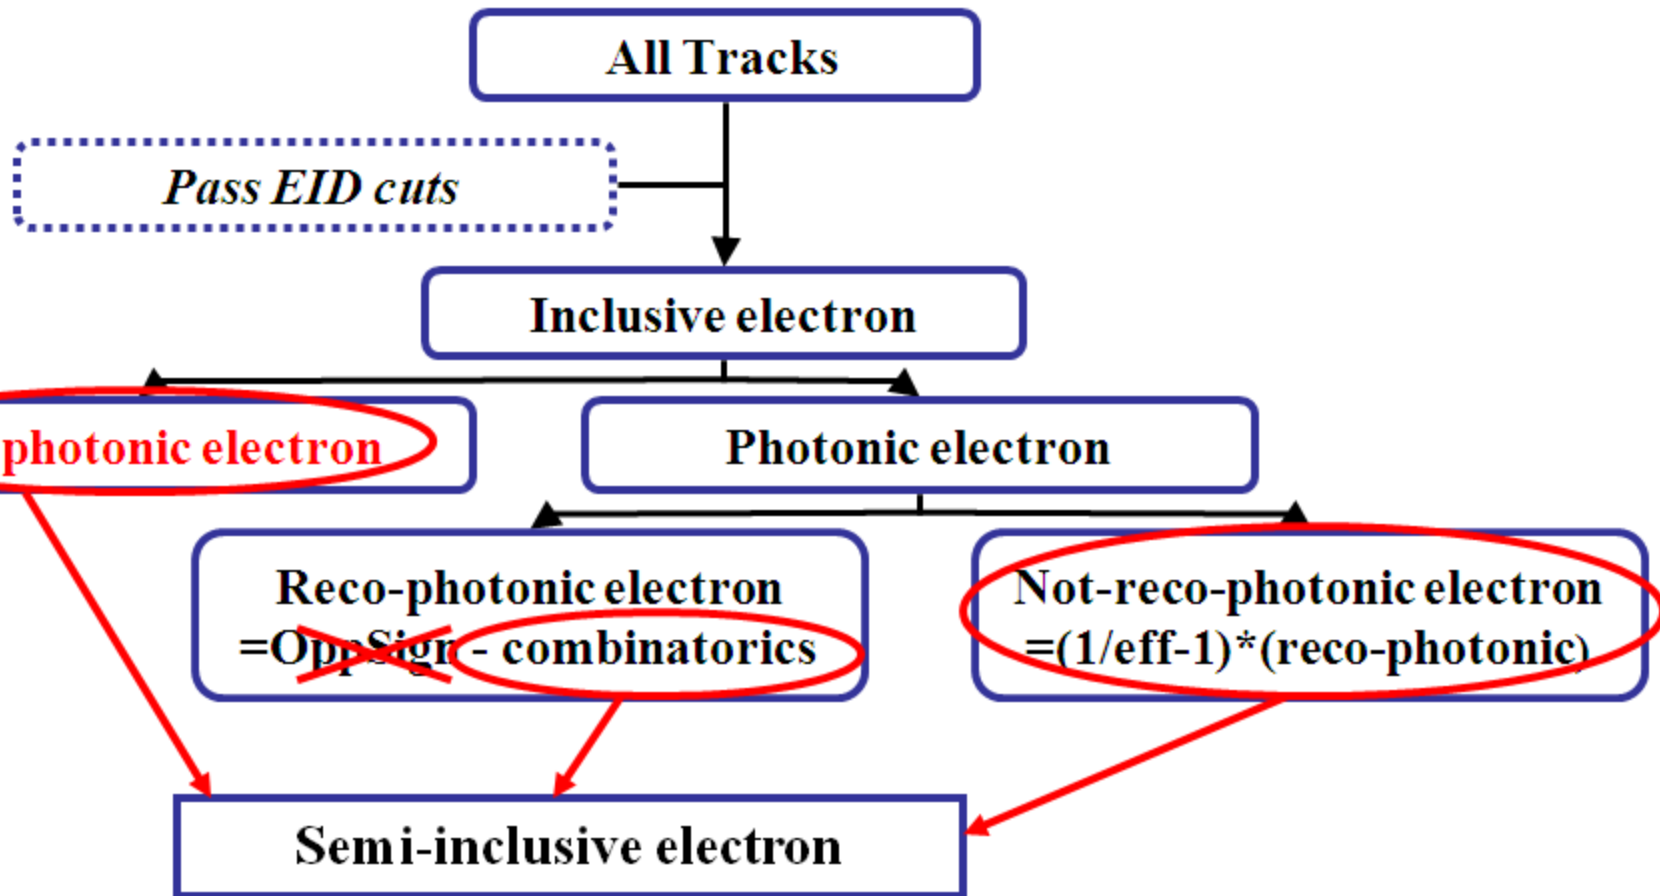 All Tracks
Pass EID cuts
Inclusive electron
photonic electron
Photonic electron
Reco-photonic electron
=OppSign - combinatorics
Not-reco-photonic electron
=(1/eff-1)*(reco-photonic)
Semi-inclusive electron